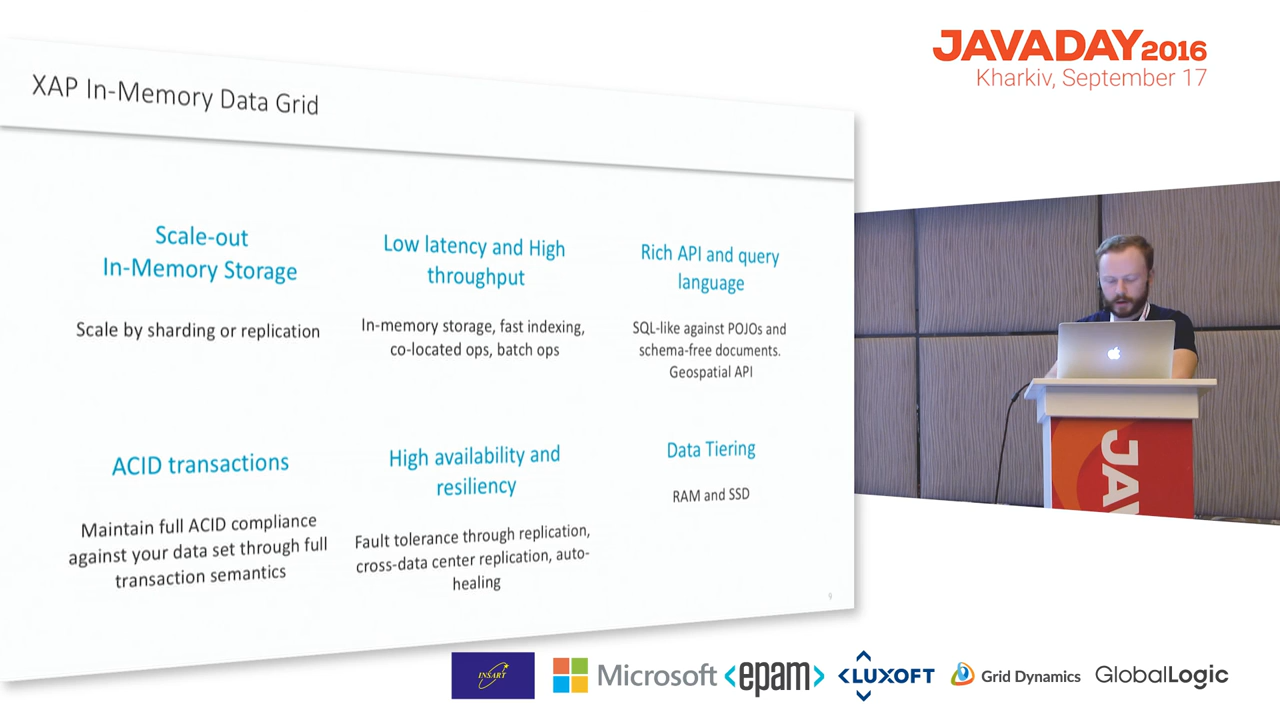 JAVADAY2016
Kharkiv, September 17
XAP In-Memory Data Grid
Scale-out
In-Memory Storage
Scale by sharding or replication
Low latency and High
throughput
In-memory storage, fast indexing,
co-located ops, batch ops
Rich API and query
language
SQL-like against POJOs and
schema-free documents.
Geospatial API
ACID transactions
Maintain full ACID compliance
against your data set through full
transaction semantics
High availability and
resiliency
Fault tolerance through replication,
cross-data center replication, auto-
healing
Data Tiering
RAM and SSD
9
JAV
INSART
Microsoft
<epam>
<LUXOFT
Grid Dynamics
GlobalLogic